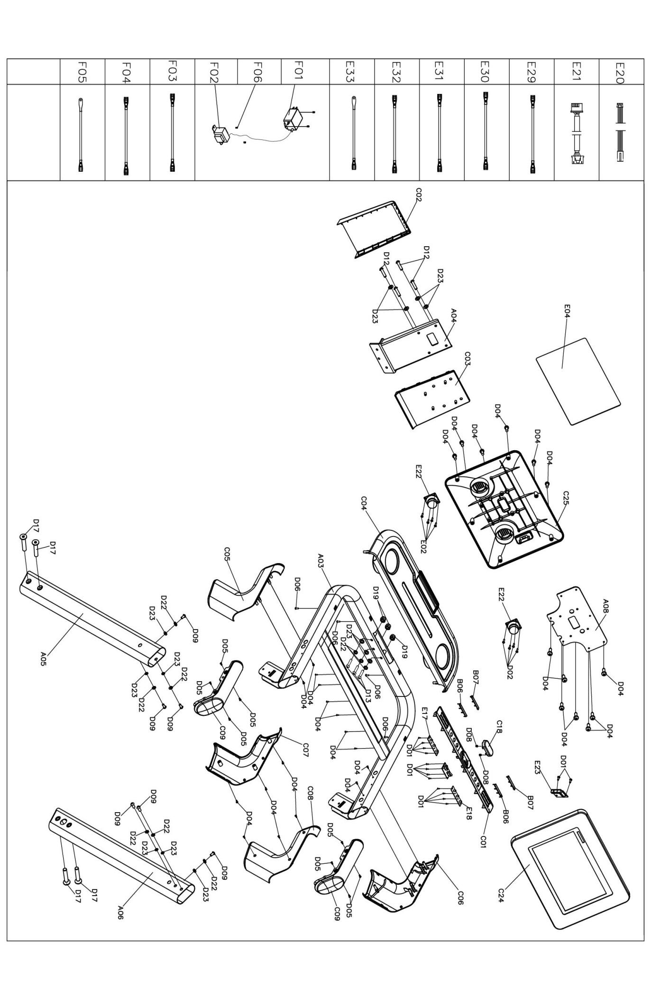 E20
E21
E29
E30
E31
E32
E33
F01
F06
F02
F03
F04
F05
D04
D04
A08
E04
C25
D01
D04
D04
D04
D04
E23
B07
D02
B06
E22
C24
C18
D04
D08
C01
B07
D04
E18
D08
C03
C06
B06
D04
A04
D04
D23
D12
E17
E02
D01
C02
E22
D01
D01
D19
D12
D06
D06
D19
D23
D13
C04
D04
D05
D23
D04
D22
C09
D06
D04
D05
A03
D04
D05
D04
C08
D04
D06
D04
C07
D04
D05
D04
D05
C05
D05
D09
C09
D22
D23
D05
D09
D22
D23
D23
D09
D22
D22
D23
D09
D09
D23
D22
D23
D22
A06
D09
D17
D17
D17
A05
D17